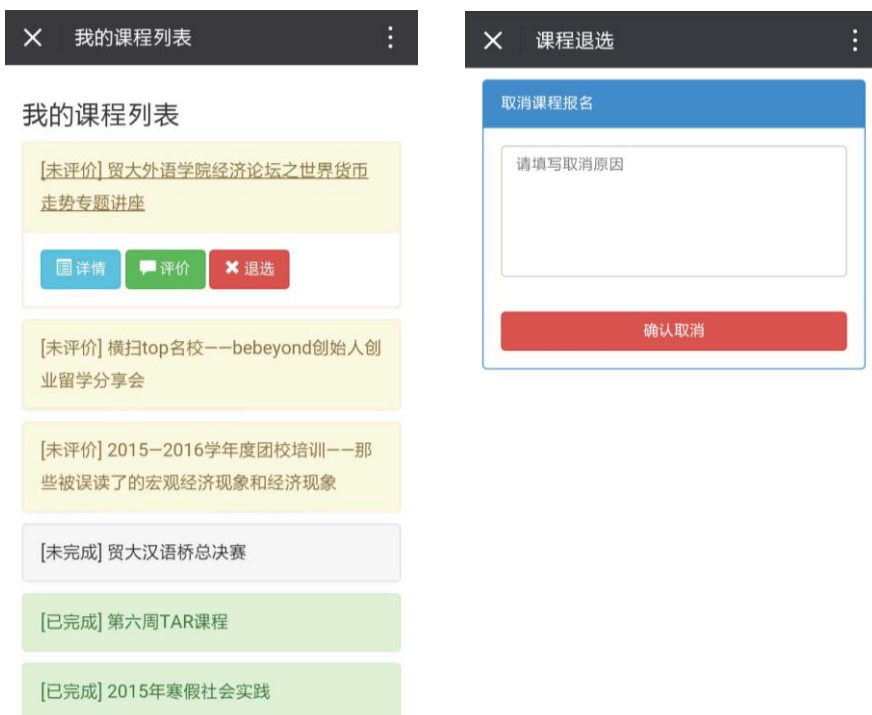 我的课程列表
我的课程列表
[未评价] 贸大外语学院经济论坛之世界货币
走势专题讲座
详情 评价 退选
[未评价] 横扫top名校——bebeyond创始人创
业留学分享会
[未评价] 2015—2016学年度团校培训——那
些被误读了的宏观经济现象和经济现象
[未完成] 贸大汉语桥总决赛
[已完成] 第六周TAR课程
[已完成] 2015年寒假社会实践
课程退选
取消课程报名
请填写取消原因
确认取消